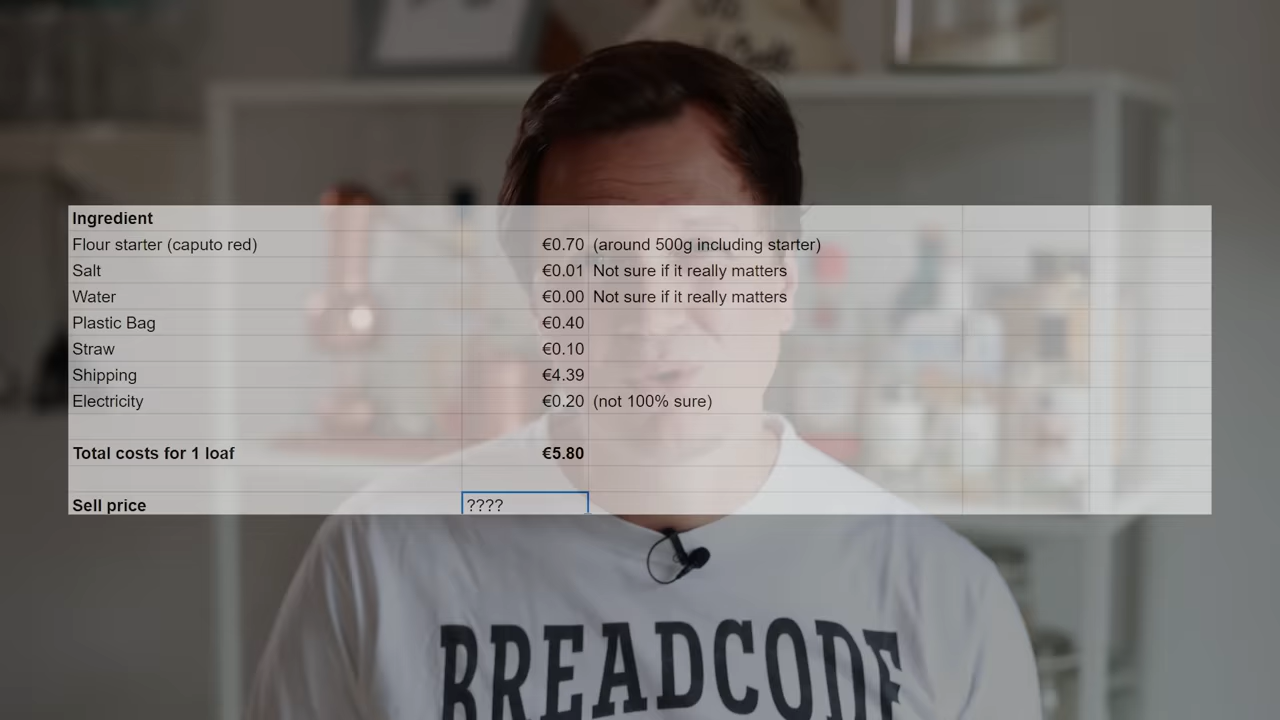 Ingredient
Flour starter (caputo red) €0.70 (around 500g including starter)
Salt €0.01 Not sure if it really matters
Water €0.00 Not sure if it really matters
Plastic Bag €0.40
Straw €0.10
Shipping €4.39
Electricity €0.20 (not 100% sure)
Total costs for 1 loaf €5.80
Sell price ????
BREADCODE